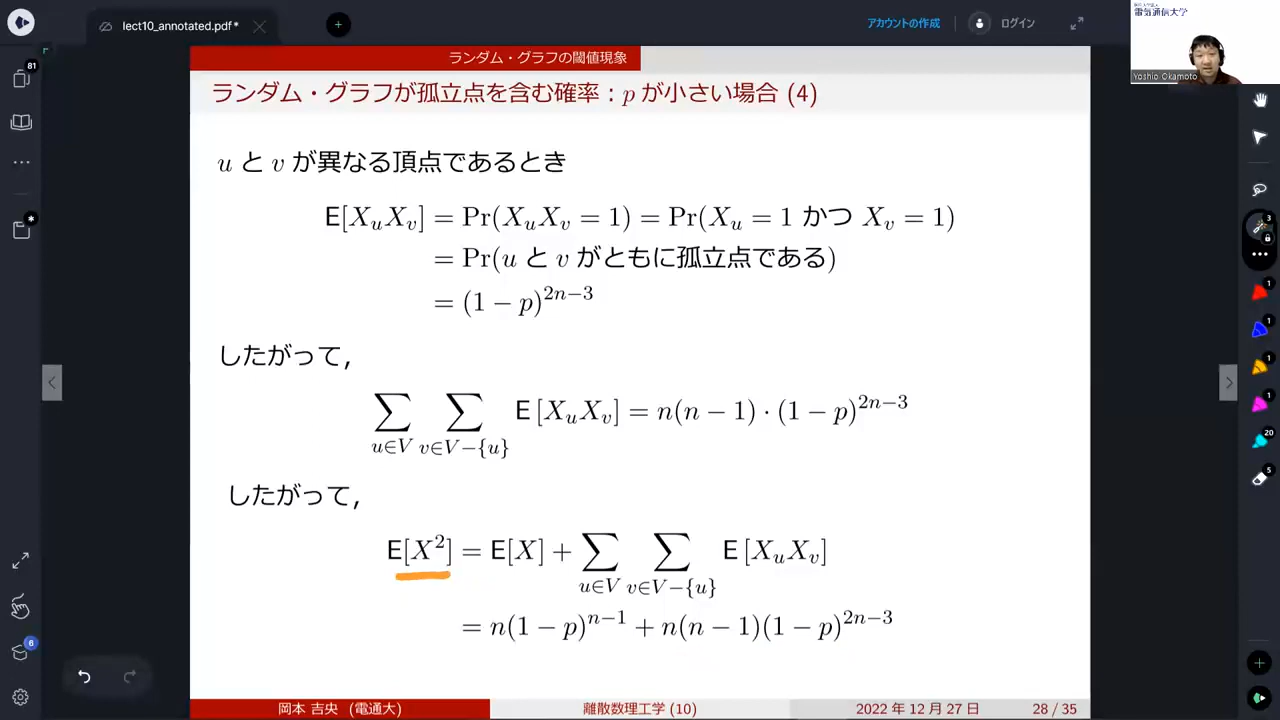 lect10_annotated.pdf*
アカウントの作成
ログイン
電気通信大学
Yoshio Okamoto
ランダム・グラフの閾値現象
ランダム・グラフが孤立点を含む確率：p が小さい場合 (4)
u と v が異なる頂点であるとき
E[X_u X_v] = Pr(X_u X_v = 1) = Pr(X_u = 1 かつ X_v = 1)
= Pr(u と v がともに孤立点である)
= (1 − p)^{2n−3}
したがって，
∑_{u∈V} ∑_{v∈V−{u}} E [X_u X_v] = n(n − 1) · (1 − p)^{2n−3}
したがって，
E[X^2] = E[X] + ∑_{u∈V} ∑_{v∈V−{u}} E [X_u X_v]
= n(1 − p)^{n−1} + n(n − 1)(1 − p)^{2n−3}
岡本 吉央 (電通大)
離散数理工学 (10)
2022 年 12 月 27 日
28 / 35
81
6
3
1
1
1
1
20
5